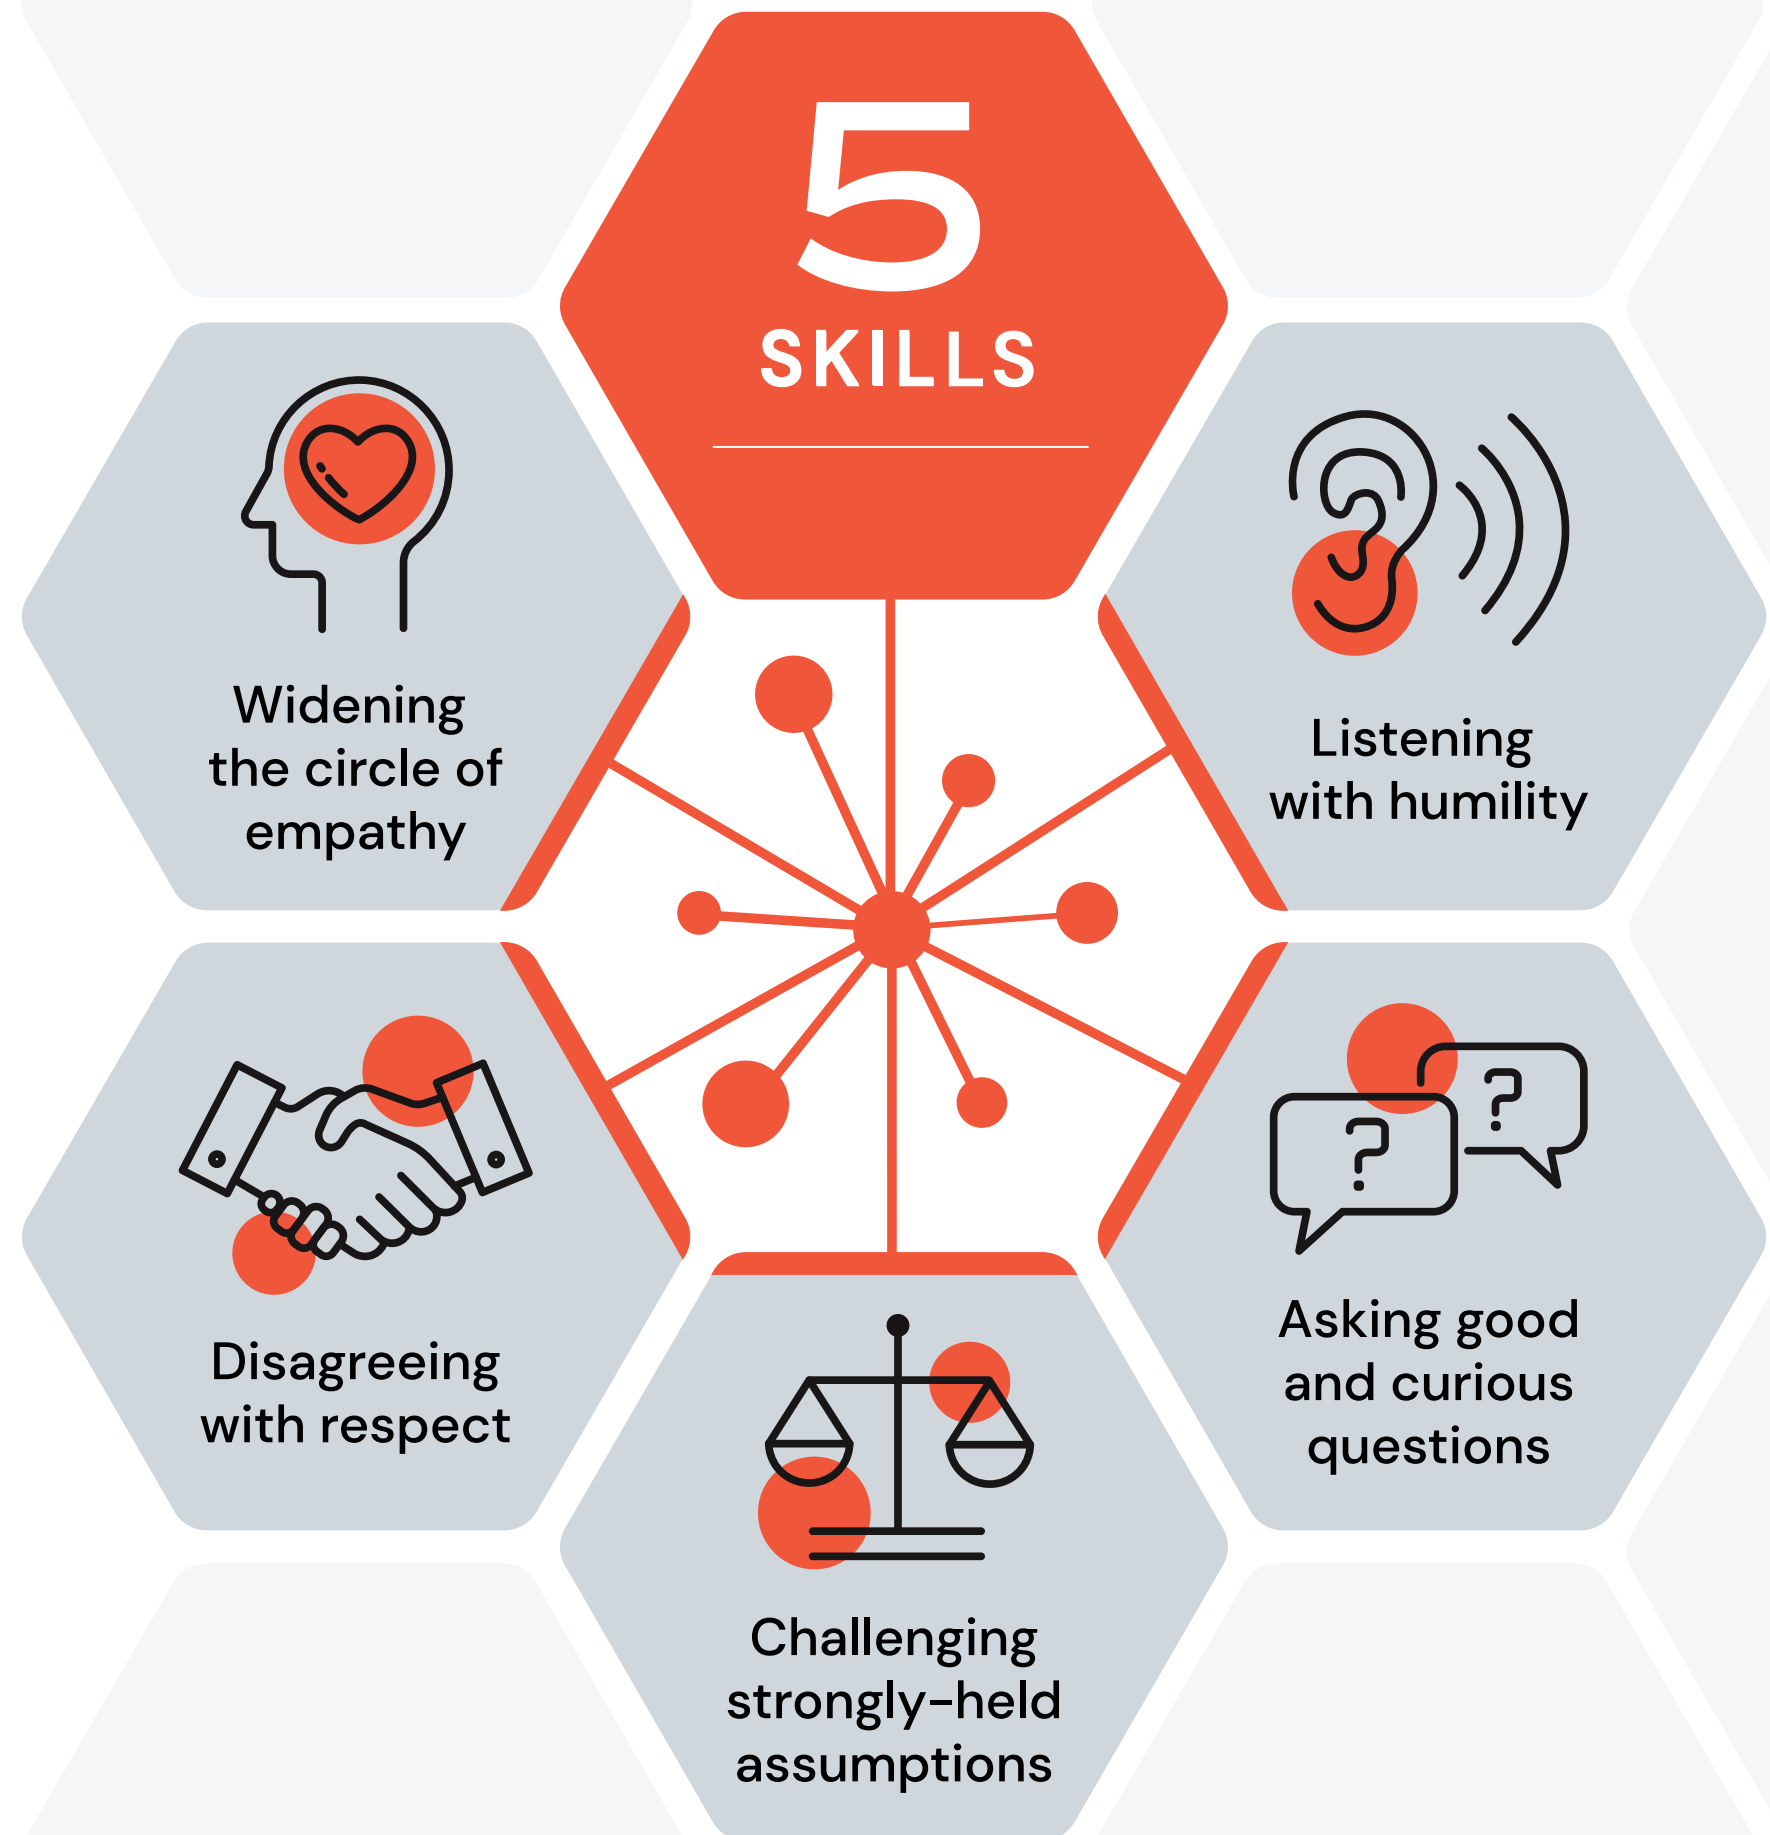 5
SKILLS
Widening
the circle of
empathy
Listening
with humility
Disagreeing
with respect
Asking good
and curious
questions
? ?
Challenging
strongly-held
assumptions